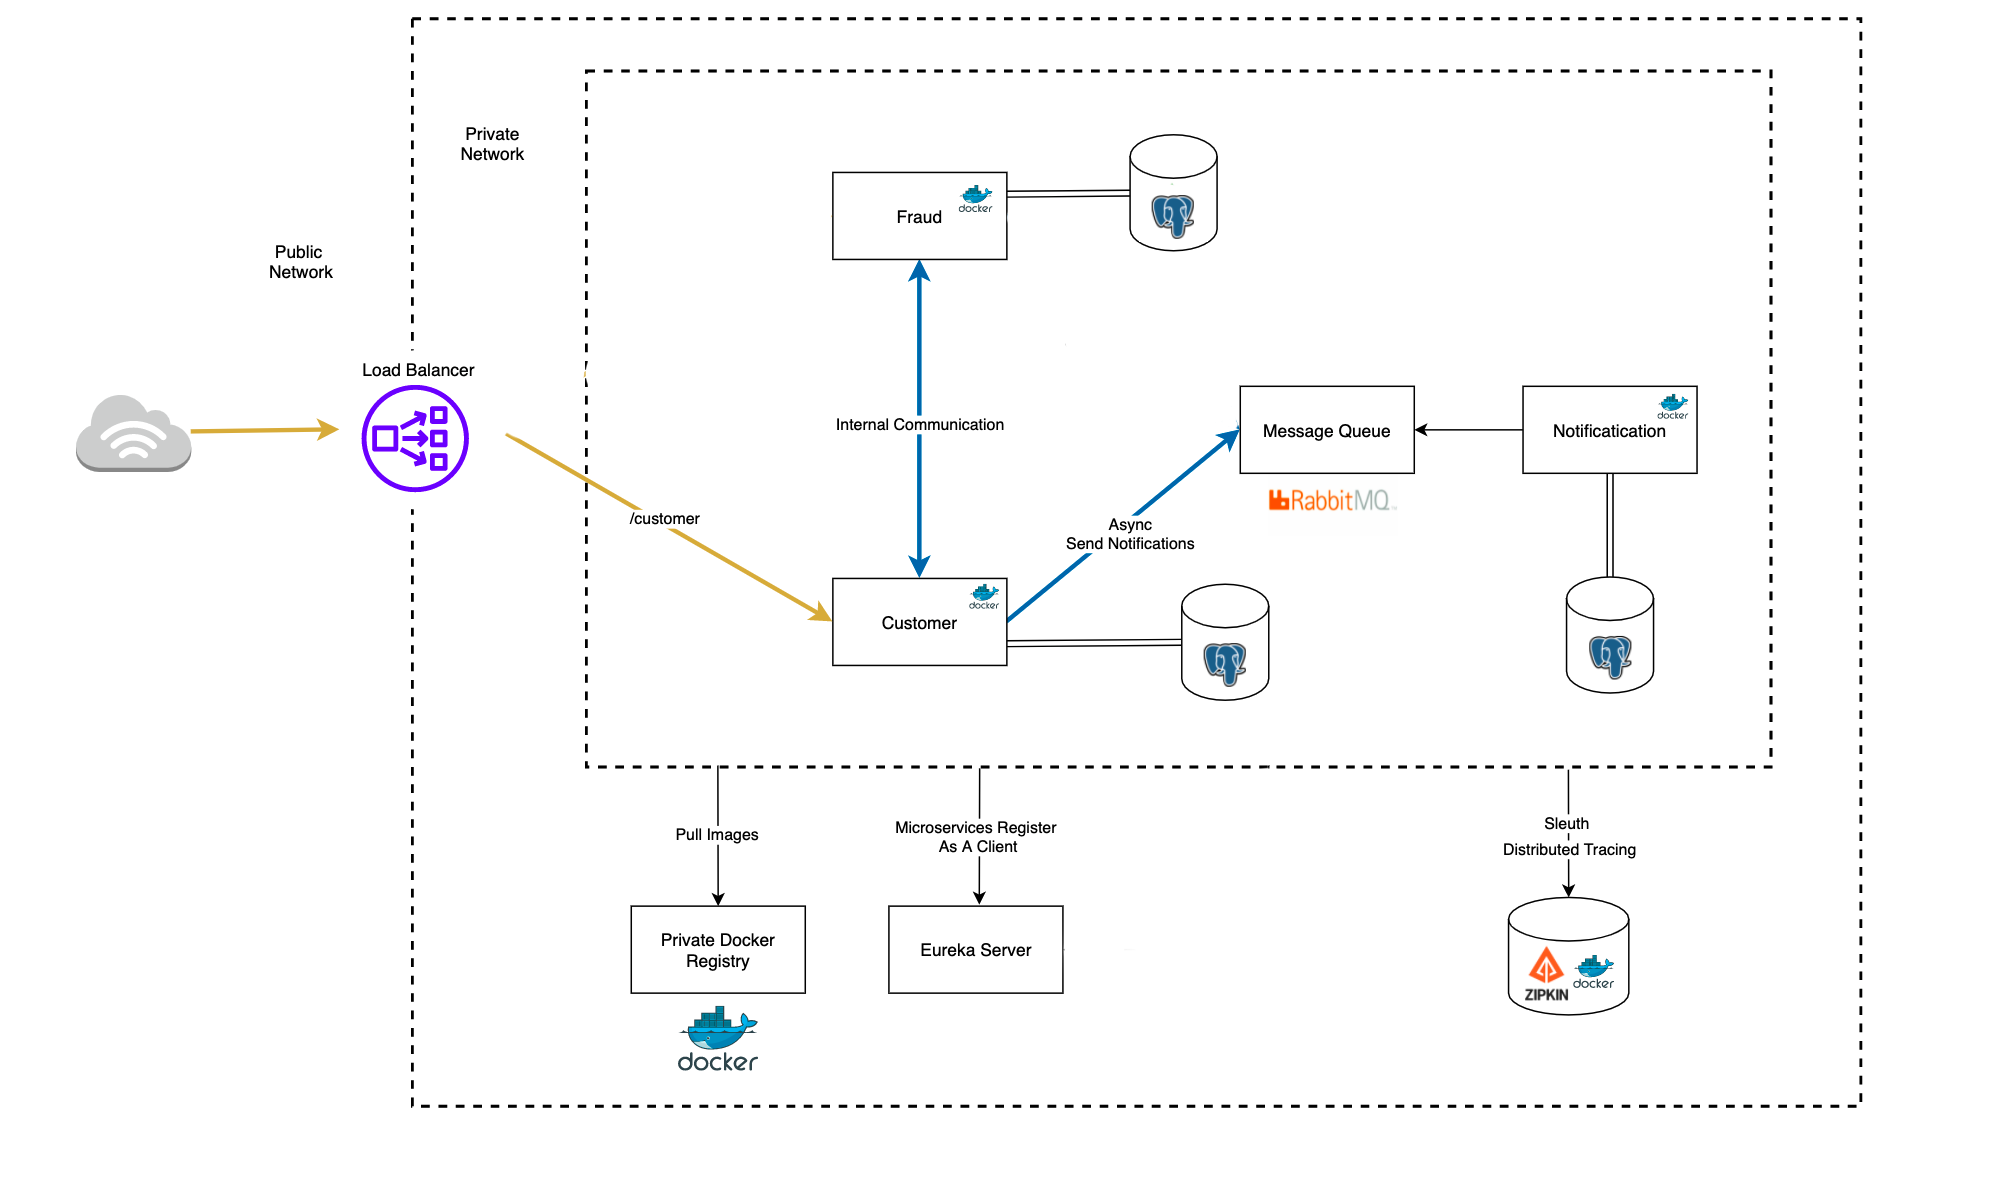 Private
Network
docker
Fraud
Public
Network
Load Balancer
Internal Communication
Message Queue
docker
Notificatication
RabbitMQ
/customer
Async
Send Notifications
docker
Customer
Pull Images
Microservices Register
As A Client
Sleuth
Distributed Tracing
Private Docker
Registry
Eureka Server
ZIPKIN
docker
docker